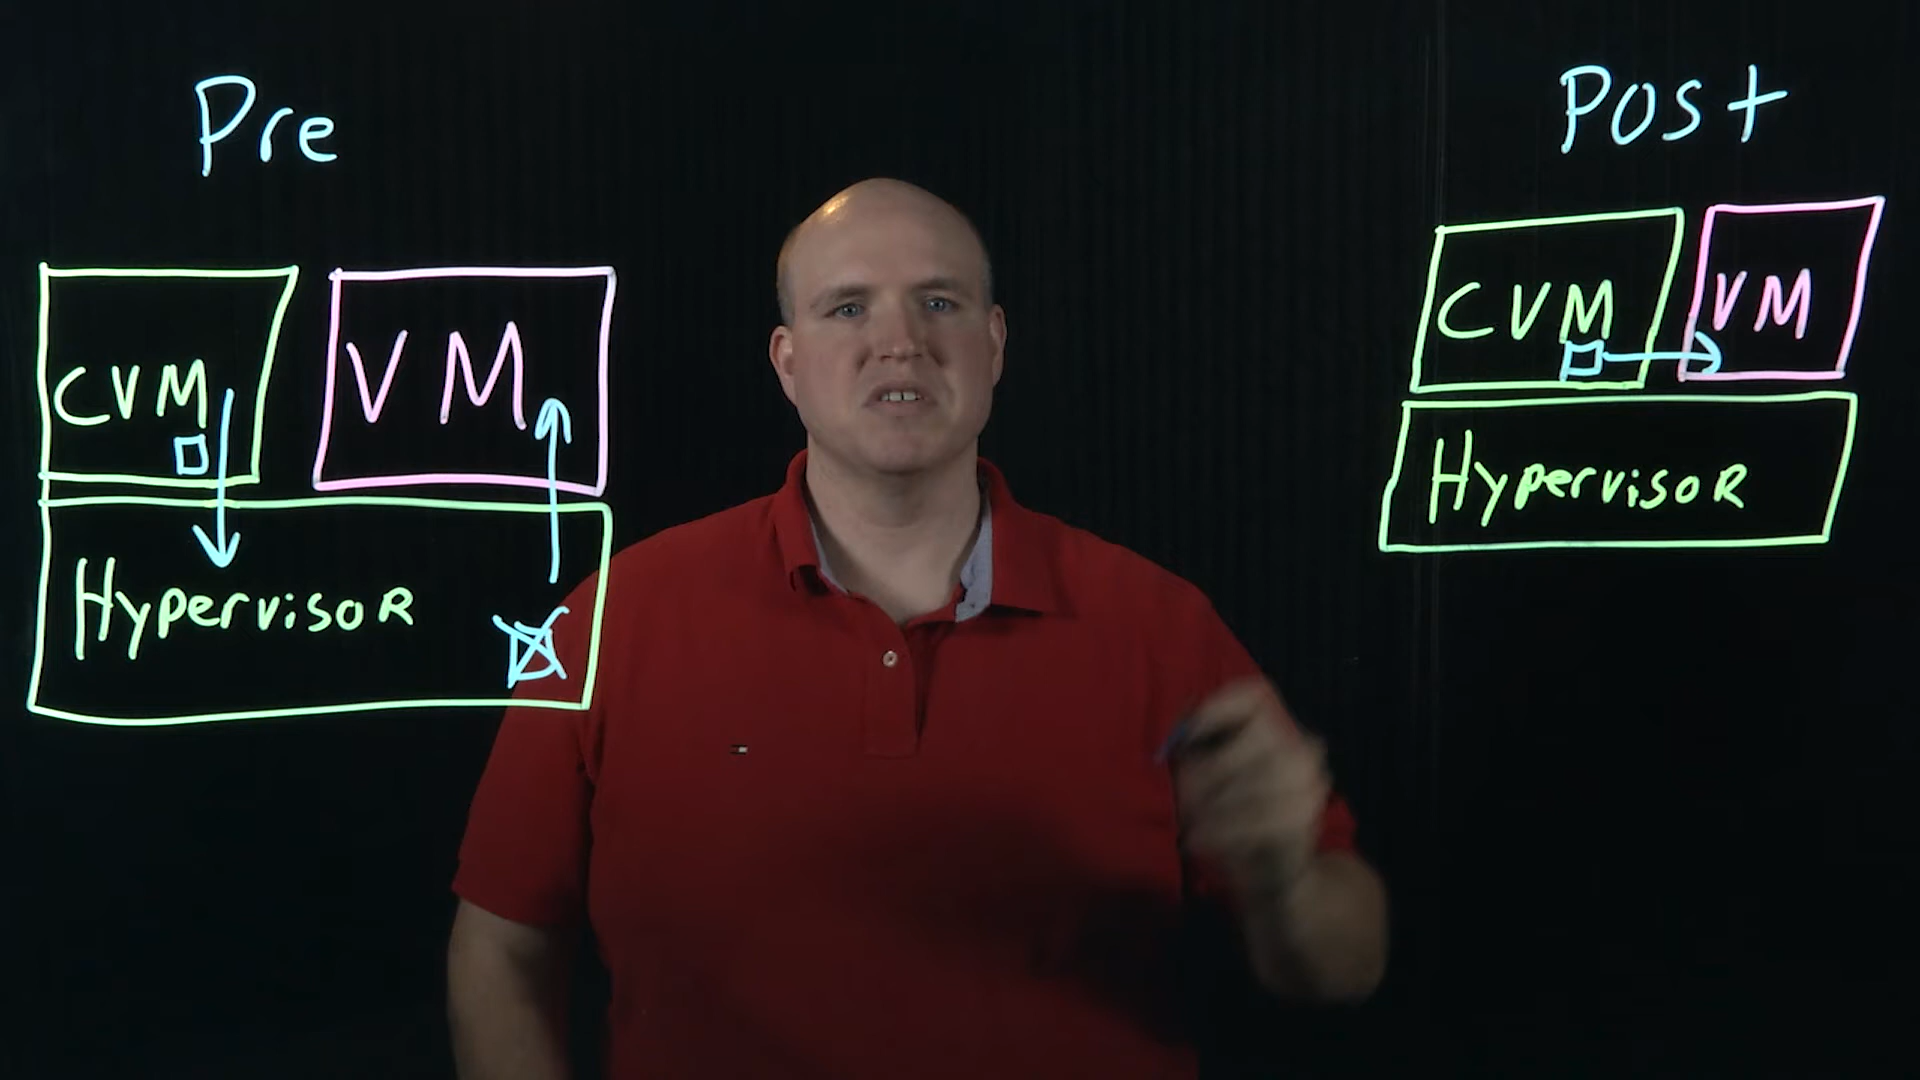 Pre
CVM
VM
Hypervisor
Post
CVM
VM
Hypervisor